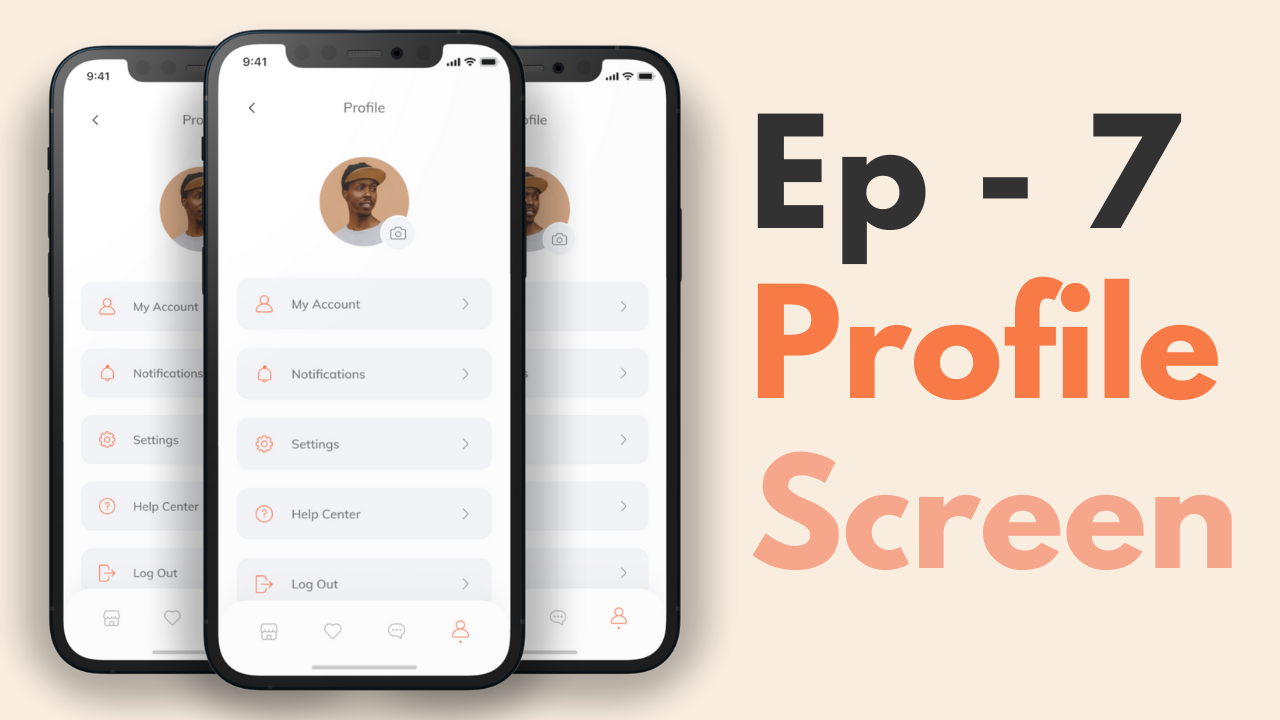 9:41
Pro
My Account
Notifications
Settings
Help Center
Log Out
9:41
Profile
My Account
Notifications
Settings
Help Center
Log Out
ofile
s
Ep - 7
Profile
Screen